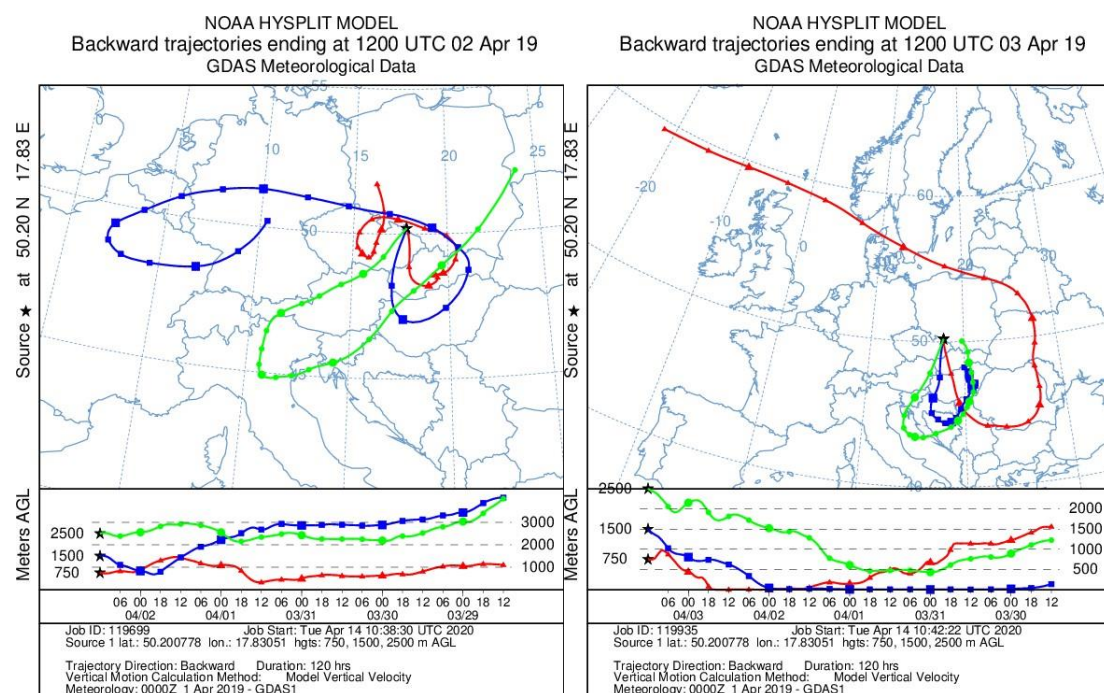 NOAA HYSPLIT MODEL
Backward trajectories ending at 1200 UTC 02 Apr 19
GDAS Meteorological Data
Source ★ at 50.20 N 17.83 E
55
10
15
20
25
50
45
Meters AGL
2500
1500
750
3000
2000
1000
06 00 18 12 06 00 18 12 06 00 18 12 06 00 18 12 06 00 18 12
04/02 04/01 03/31 03/30 03/29
Job ID: 119699 Job Start: Tue Apr 14 10:38:30 UTC 2020
Source 1 lat.: 50.200778 lon.: 17.83051 hgts: 750, 1500, 2500 m AGL
Trajectory Direction: Backward Duration: 120 hrs
Vertical Motion Calculation Method: Model Vertical Velocity
Meteorology: 0000Z 1 Apr 2019 - GDAS1
NOAA HYSPLIT MODEL
Backward trajectories ending at 1200 UTC 03 Apr 19
GDAS Meteorological Data
Source ★ at 50.20 N 17.83 E
-20
-10
0
60
30
20
50
40
Meters AGL
2500
1500
750
2000
1500
1000
500
06 00 18 12 06 00 18 12 06 00 18 12 06 00 18 12 06 00 18 12
04/03 04/02 04/01 03/31 03/30
Job ID: 119935 Job Start: Tue Apr 14 10:42:22 UTC 2020
Source 1 lat.: 50.200778 lon.: 17.83051 hgts: 750, 1500, 2500 m AGL
Trajectory Direction: Backward Duration: 120 hrs
Vertical Motion Calculation Method: Model Vertical Velocity
Meteorology: 0000Z 1 Apr 2019 - GDAS1